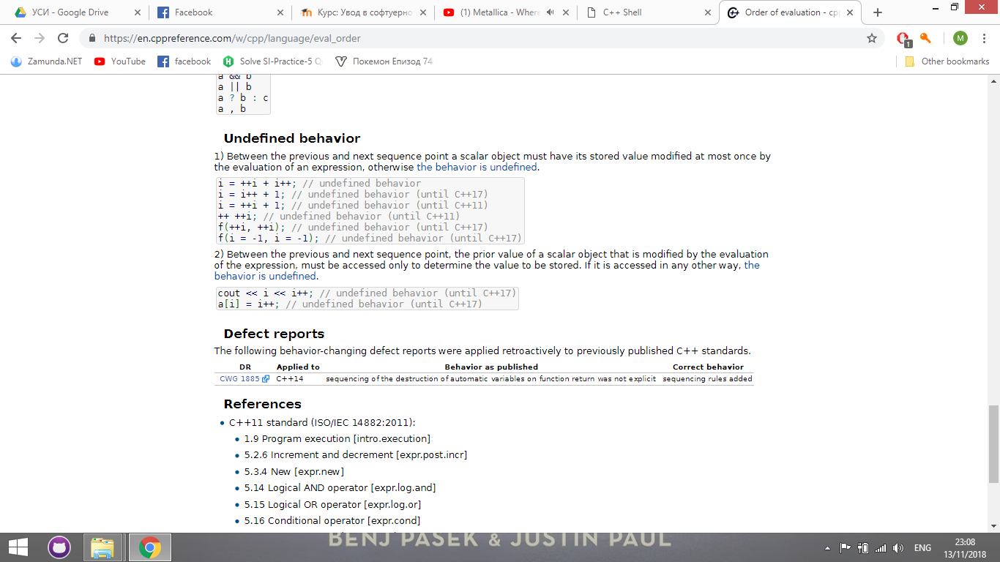 УСИ - Google Drive
Facebook
Курс: Увод в софтуерно
(1) Metallica - Where
C++ Shell
Order of evaluation - cp
https://en.cppreference.com/w/cpp/language/eval_order
1
M
Zamunda.NET
YouTube
facebook
Solve SI-Practice-5 Q
Покемон Епизод 74
Other bookmarks
a && b
a || b
a ? b : c
a , b
Undefined behavior
1) Between the previous and next sequence point a scalar object must have its stored value modified at most once by
the evaluation of an expression, otherwise the behavior is undefined.
i = ++i + i++; // undefined behavior
i = i++ + 1; // undefined behavior (until C++17)
i = ++i + 1; // undefined behavior (until C++11)
++ ++i; // undefined behavior (until C++11)
f(++i, ++i); // undefined behavior (until C++17)
f(i = -1, i = -1); // undefined behavior (until C++17)
2) Between the previous and next sequence point, the prior value of a scalar object that is modified by the evaluation
of the expression, must be accessed only to determine the value to be stored. If it is accessed in any other way, the
behavior is undefined.
cout << i << i++; // undefined behavior (until C++17)
a[i] = i++; // undefined behavior (until C++17)
Defect reports
The following behavior-changing defect reports were applied retroactively to previously published C++ standards.
DR Applied to Behavior as published Correct behavior
CWG 1885 C++14 sequencing of the destruction of automatic variables on function return was not explicit sequencing rules added
References
• C++11 standard (ISO/IEC 14882:2011):
• 1.9 Program execution [intro.execution]
• 5.2.6 Increment and decrement [expr.post.incr]
• 5.3.4 New [expr.new]
• 5.14 Logical AND operator [expr.log.and]
• 5.15 Logical OR operator [expr.log.or]
• 5.16 Conditional operator [expr.cond]
BENJ PASEK & JUSTIN PAUL
ENG
23:08
13/11/2018